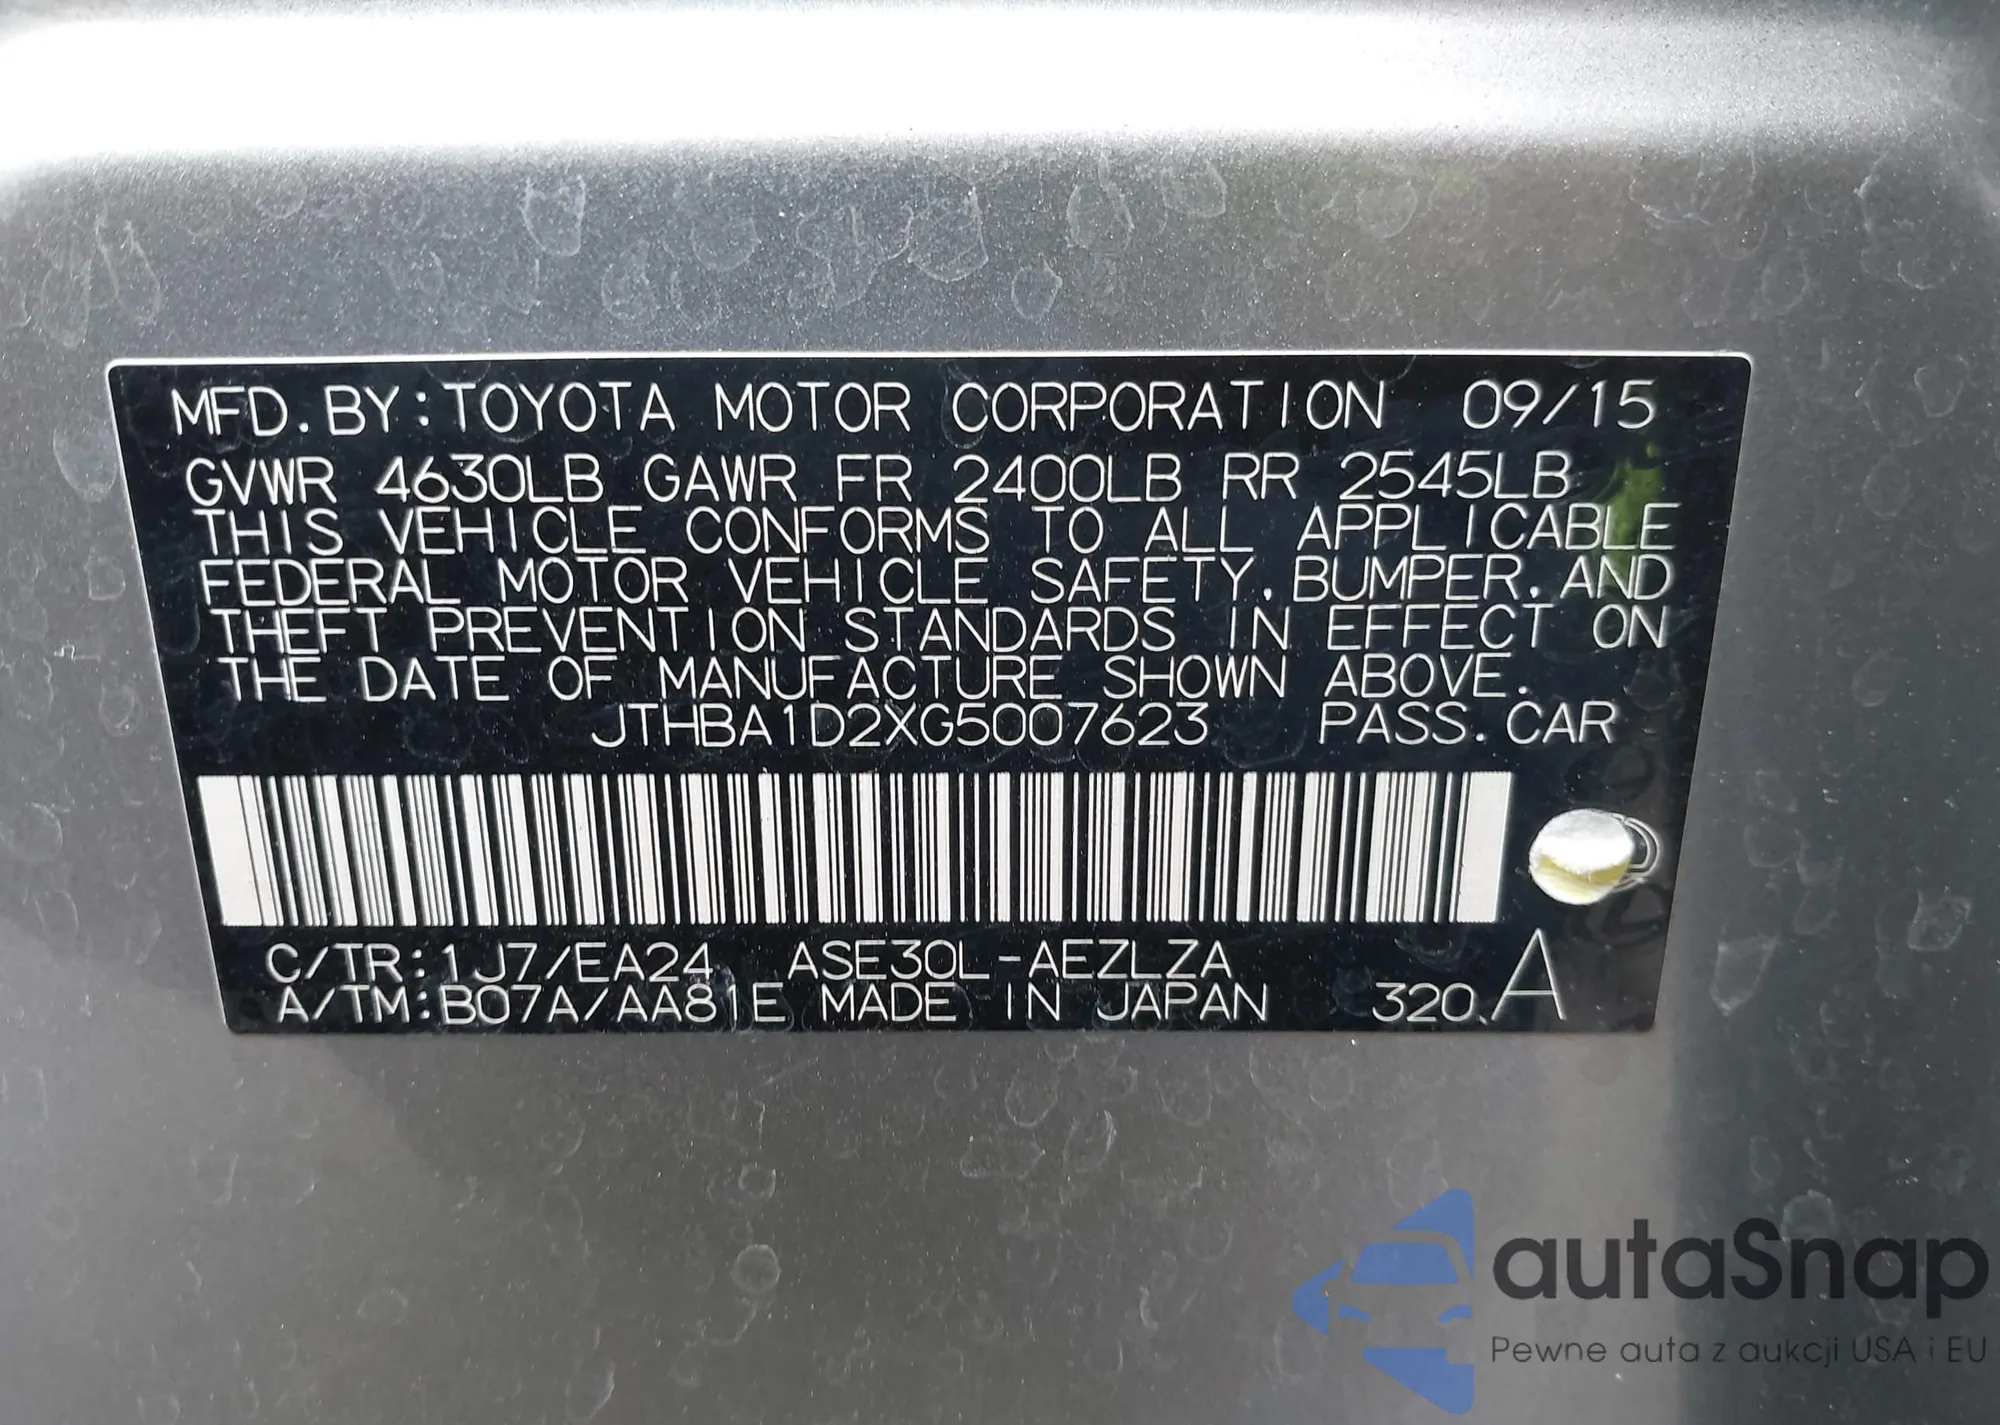 MFD. BY: TOYOTA MOTOR CORPORATION 09/15
GVWR 4630LB GAWR FR 2400LB RR 2545LB
THIS VEHICLE CONFORMS TO ALL APPLICABLE
FEDERAL MOTOR VEHICLE SAFETY. BUMPER. AND
THEFT PREVENTION STANDARDS IN EFFECT ON
THE DATE OF MANUFACTURE SHOWN ABOVE.
JTHBA1D2XG5007623 PASS. CAR
C/TR: 1J7/EA24 ASE30L-AEZLZA
A/TM: B07A/AA81E MADE IN JAPAN 320 A
autaSnap
Pewne auta z aukcji USA i EU